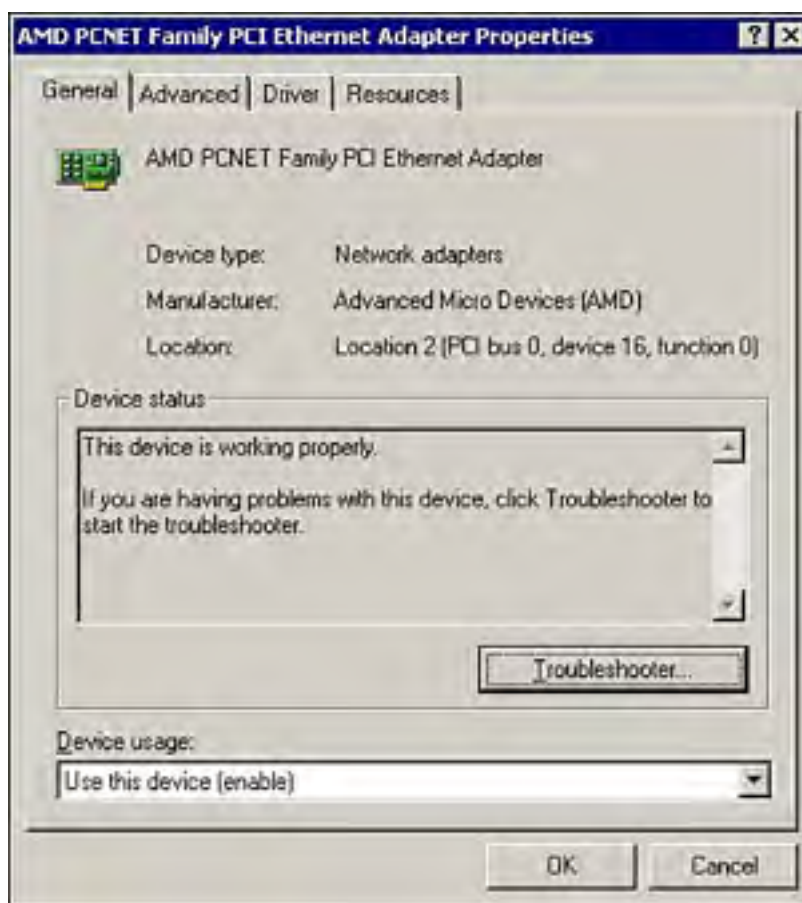 AMD PCNET Family PCI Ethernet Adapter Properties
General Advanced Driver Resources
AMD PCNET Family PCI Ethernet Adapter
Device type: Network adapters
Manufacturer: Advanced Micro Devices (AMD)
Location: Location 2 (PCI bus 0, device 16, function 0)
Device status
This device is working properly.
If you are having problems with this device, click Troubleshooter to
start the troubleshooter.
Troubleshooter...
Device usage:
Use this device (enable)
OK Cancel